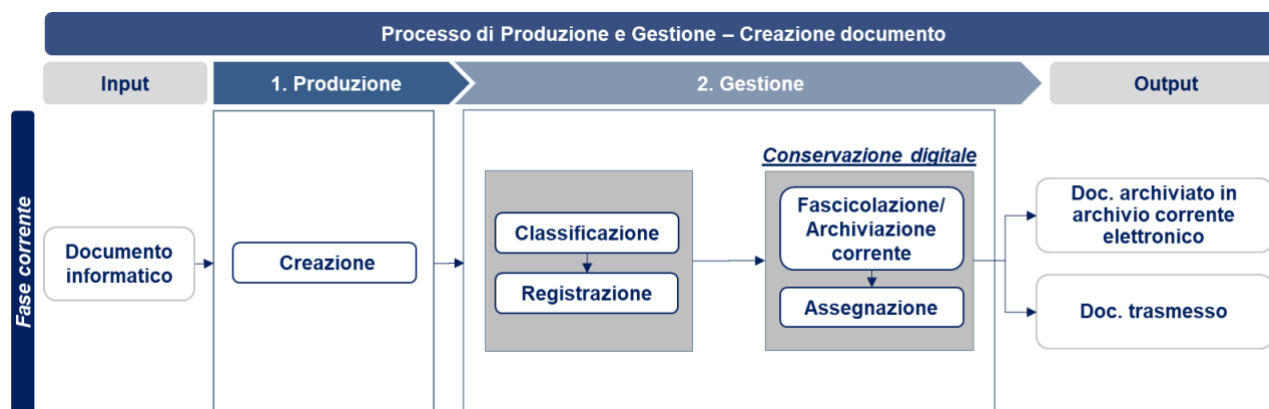 Processo di Produzione e Gestione – Creazione documento
Input
1. Produzione
2. Gestione
Output
Fase corrente
Documento
informatico
Creazione
Classificazione
Registrazione
Conservazione digitale
Fascicolazione/
Archiviazione
corrente
Assegnazione
Doc. archiviato in
archivio corrente
elettronico
Doc. trasmesso